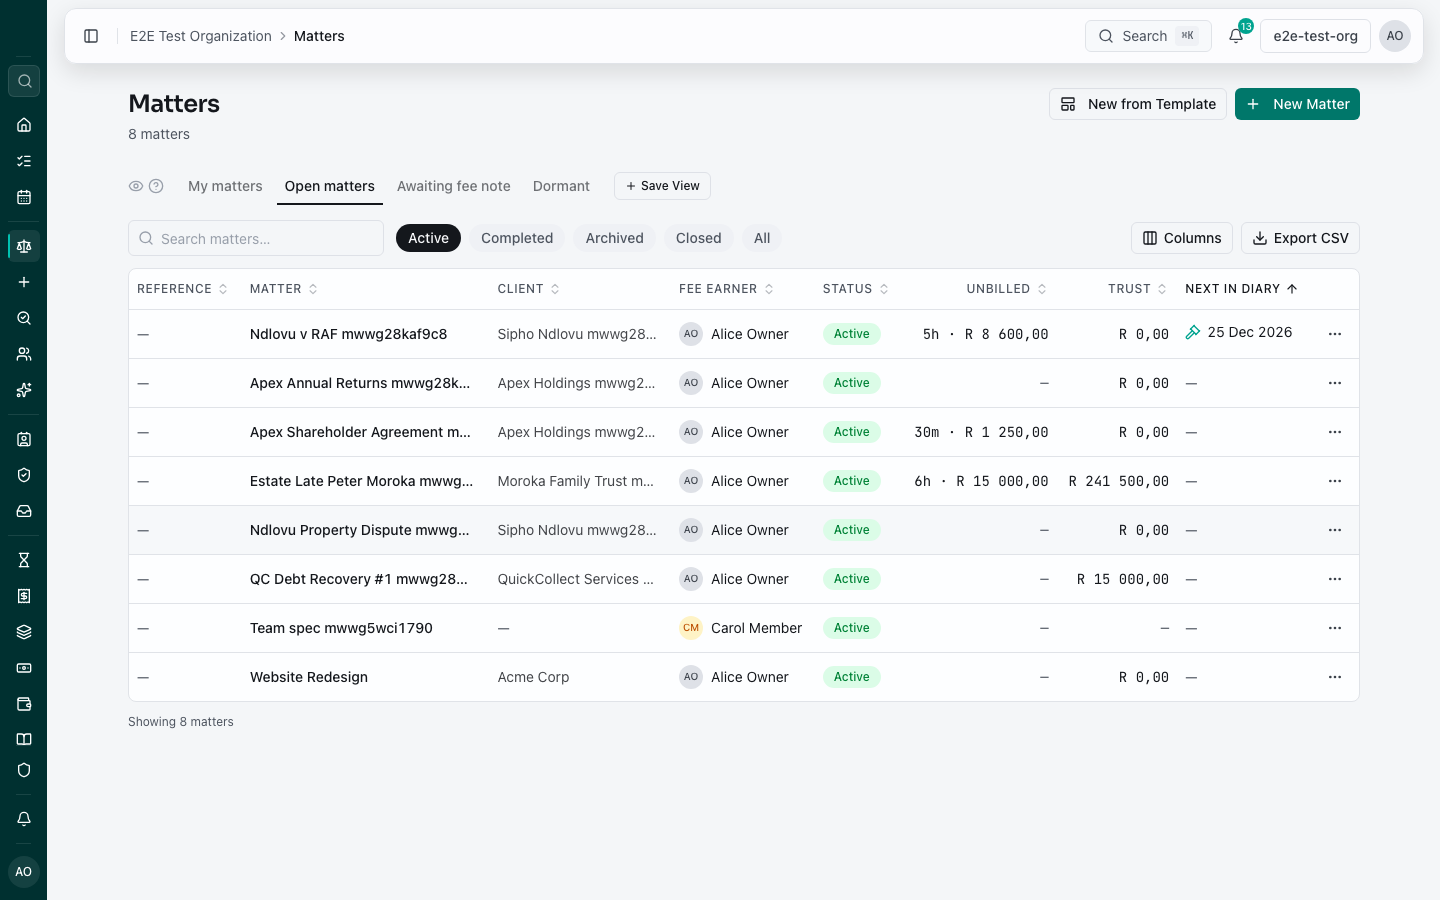 E2E Test Organization > Matters
Search ⌘K
13
e2e-test-org
AO
Matters
8 matters
New from Template
+ New Matter
My matters
Open matters
Awaiting fee note
Dormant
+ Save View
Search matters...
Active
Completed
Archived
Closed
All
Columns
Export CSV
REFERENCE MATTER CLIENT FEE EARNER STATUS UNBILLED TRUST NEXT IN DIARY ↑
— Ndlovu v RAF mwwg28kaf9c8 Sipho Ndlovu mwwg28... AO Alice Owner Active 5h · R 8 600,00 R 0,00 25 Dec 2026 ...
— Apex Annual Returns mwwg28k... Apex Holdings mwwg2... AO Alice Owner Active — R 0,00 — ...
— Apex Shareholder Agreement m... Apex Holdings mwwg2... AO Alice Owner Active 30m · R 1 250,00 R 0,00 — ...
— Estate Late Peter Moroka mwwg... Moroka Family Trust m... AO Alice Owner Active 6h · R 15 000,00 R 241 500,00 — ...
— Ndlovu Property Dispute mwwg... Sipho Ndlovu mwwg28... AO Alice Owner Active — R 0,00 — ...
— QC Debt Recovery #1 mwwg28... QuickCollect Services ... AO Alice Owner Active — R 15 000,00 — ...
— Team spec mwwg5wci1790 — CM Carol Member Active — — — ...
— Website Redesign Acme Corp AO Alice Owner Active — R 0,00 — ...
Showing 8 matters
AO